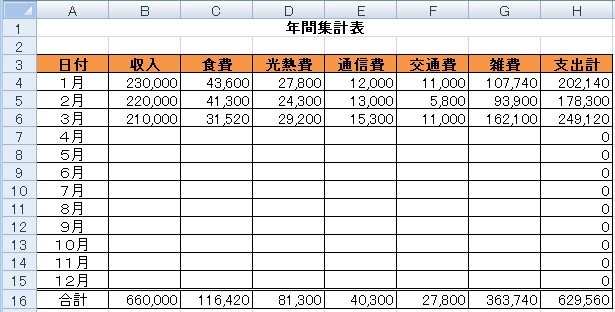 A B C D E F G H
1 年間集計表
2
3 日付 収入 食費 光熱費 通信費 交通費 雑費 支出計
4 1月 230,000 43,600 27,800 12,000 11,000 107,740 202,140
5 2月 220,000 41,300 24,300 13,000 5,800 93,900 178,300
6 3月 210,000 31,520 29,200 15,300 11,000 162,100 249,120
7 4月 0
8 5月 0
9 6月 0
10 7月 0
11 8月 0
12 9月 0
13 10月 0
14 11月 0
15 12月 0
16 合計 660,000 116,420 81,300 40,300 27,800 363,740 629,560